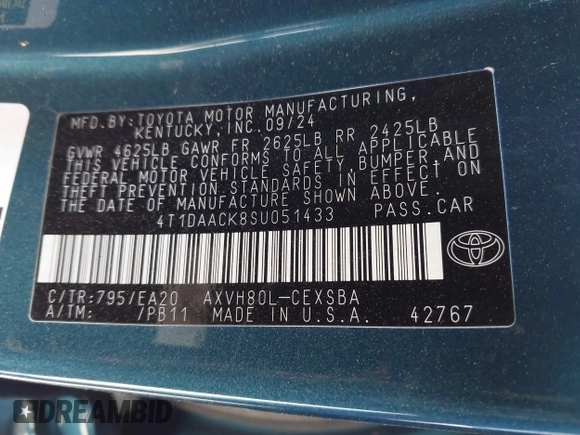 MFD.BY:TOYOTA MOTOR MANUFACTURING,
KENTUCKY, INC. 09/24
GVWR 4625LB GAWR FR 2625LB RR 2425LB
THIS VEHICLE CONFORMS TO ALL APPLICABLE
FEDERAL MOTOR VEHICLE SAFETY, BUMPER, AND
THEFT PREVENTION STANDARDS IN EFFECT ON
THE DATE OF MANUFACTURE SHOWN ABOVE.
4T1DAACK8SU051433 PASS.CAR
C/TR:795/EA20 AXVH80L-CEXSBA
A/TM: /PB11 MADE IN U.S.A 42767
TOYOTA
DREAMBID